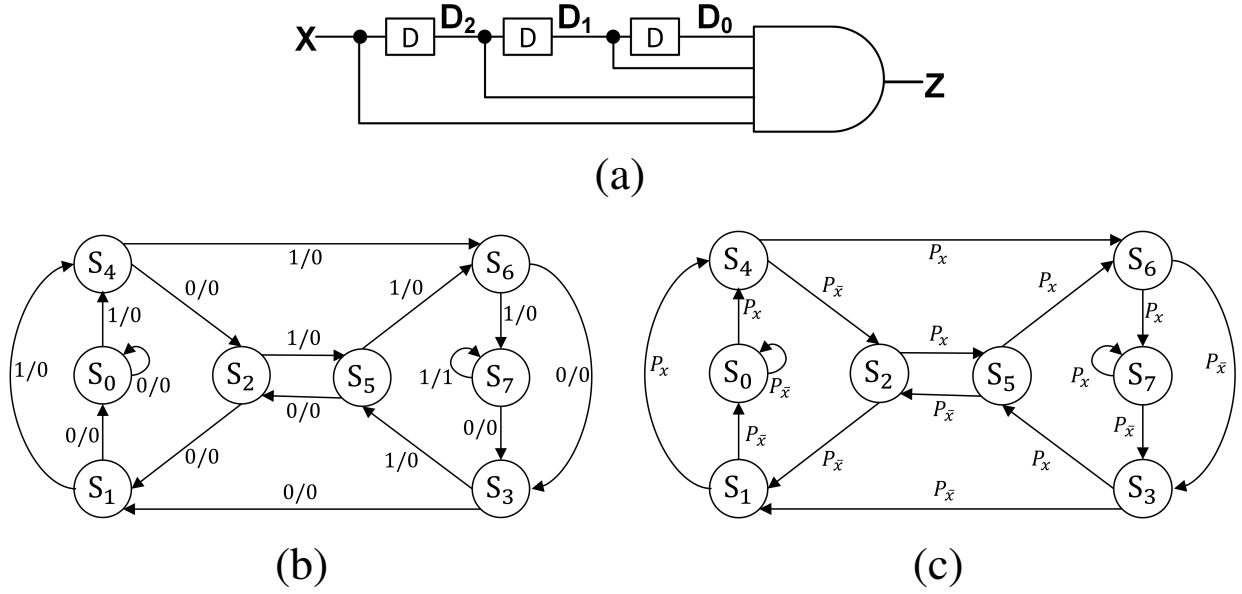 X D D₂ D D₁ D D₀ Z
(a)
S₄ 1/0 S₆
0/0 1/0
1/0 1/0
1/0 S₀ 0/0 S₂ 1/0 S₅ 1/1 S₇ 0/0
0/0
0/0 0/0
0/0 1/0
S₁ 0/0 S₃
(b)
S₄ Pₓ S₆
Pₓ̄ Pₓ
Pₓ Pₓ
Pₓ S₀ Pₓ̄ S₂ Pₓ S₅ Pₓ S₇ Pₓ̄
Pₓ̄
Pₓ̄ Pₓ̄
Pₓ̄ Pₓ
S₁ Pₓ̄ S₃
(c)